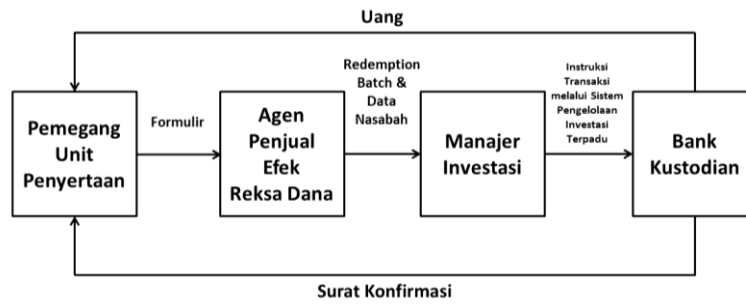 Uang
Pemegang
Unit
Penyertaan
Formulir
Agen
Penjual
Efek
Reksa Dana
Redemption
Batch &
Data
Nasabah
Manajer
Investasi
Instruksi
Transaksi
melalui Sistem
Pengelolaan
Investasi
Terpadu
Bank
Kustodian
Surat Konfirmasi